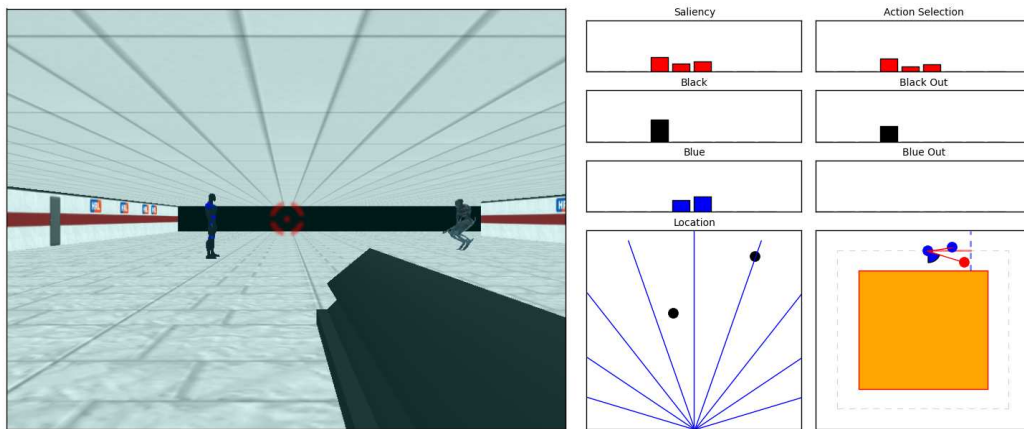 Saliency
Action Selection
Black
Black Out
Blue
Blue Out
Location